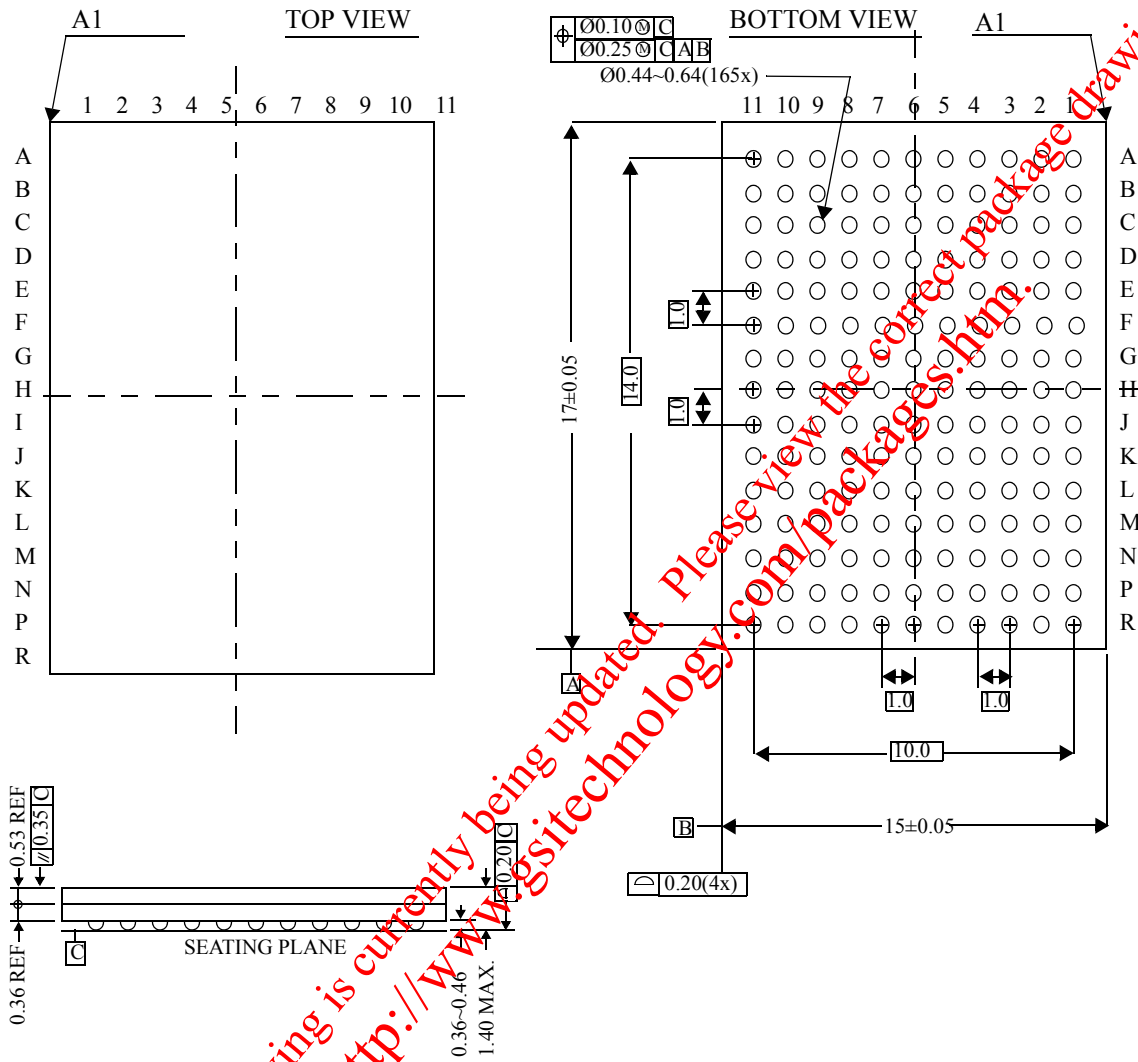 A1
TOP VIEW
1 2 3 4 5 6 7 8 9 10 11
A
B
C
D
E
F
G
H
I
J
K
L
M
N
P
R
Ø0.10 Ⓜ C
Ø0.25 Ⓜ C A B
Ø0.44~0.64(165x)
BOTTOM VIEW
A1
11 10 9 8 7 6 5 4 3 2 1
A
B
C
D
E
F
G
H
J
K
L
M
N
P
R
1.0
1.0
14.0
17±0.05
A
1.0
1.0
10.0
B
15±0.05
0.20(4x)
0.53 REF
0.35 C
0.36 REF
C
SEATING PLANE
0.20 C
0.36~0.46
1.40 MAX.
ing is currently being updated. Please view the correct package drawi
ttp://www.gsitechnology.com/packages.htm.